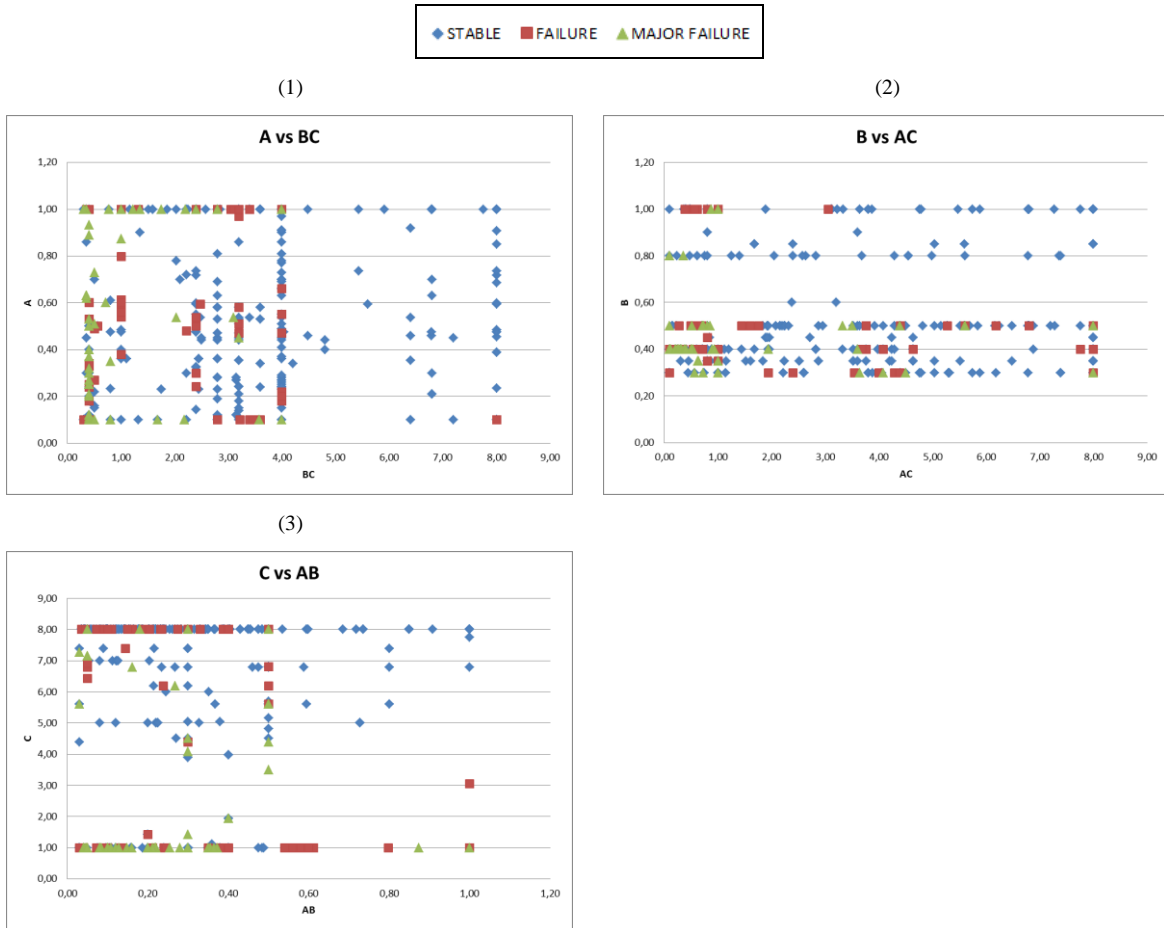 STABLE FAILURE MAJOR FAILURE
(1) (2)
A vs BC
1,20
1,00
0,80
0,60
0,40
0,20
0,00
A
0,00 1,00 2,00 3,00 4,00 5,00 6,00 7,00 8,00 9,00
BC
B vs AC
1,20
1,00
0,80
0,60
0,40
0,20
0,00
B
0,00 1,00 2,00 3,00 4,00 5,00 6,00 7,00 8,00 9,00
AC
(3)
C vs AB
9,00
8,00
7,00
6,00
5,00
4,00
3,00
2,00
1,00
0,00
C
0,00 0,20 0,40 0,60 0,80 1,00 1,20
AB